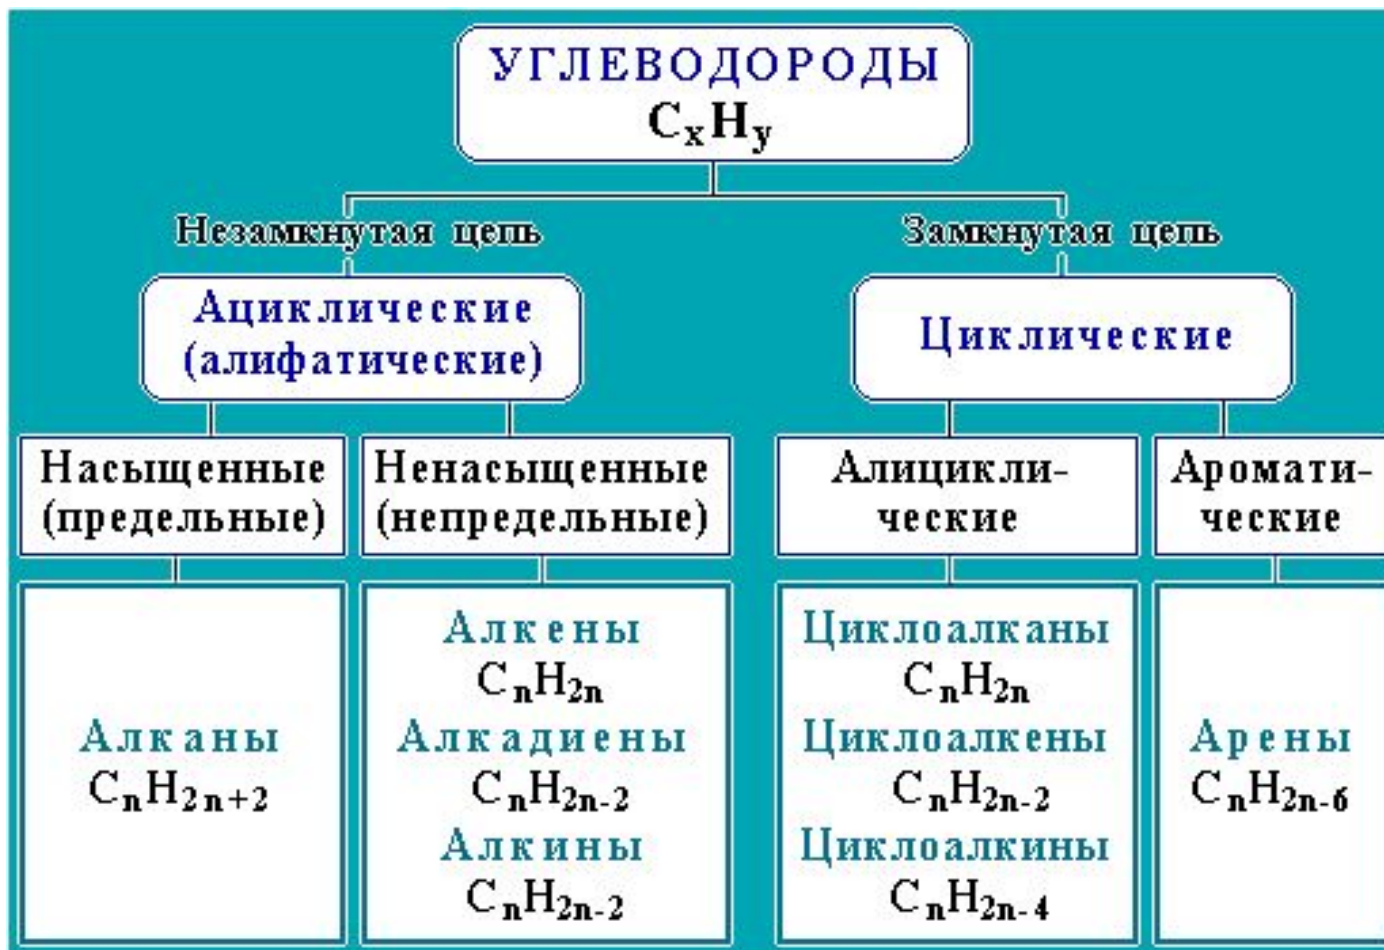 УГЛЕВОДОРОДЫ
CₓHᵧ
Незамкнутая цепь
Замкнутая цепь
Ациклические
(алифатические)
Циклические
Насыщенные
(предельные)
Ненасыщенные
(непредельные)
Алицикли-
ческие
Аромати-
ческие
Алканы
CₙH₂ₙ₊₂
Алкены
CₙH₂ₙ
Алкадиены
CₙH₂ₙ₋₂
Алкины
CₙH₂ₙ₋₂
Циклоалканы
CₙH₂ₙ
Циклоалкены
CₙH₂ₙ₋₂
Циклоалкины
CₙH₂ₙ₋₄
Арены
CₙH₂ₙ₋₆